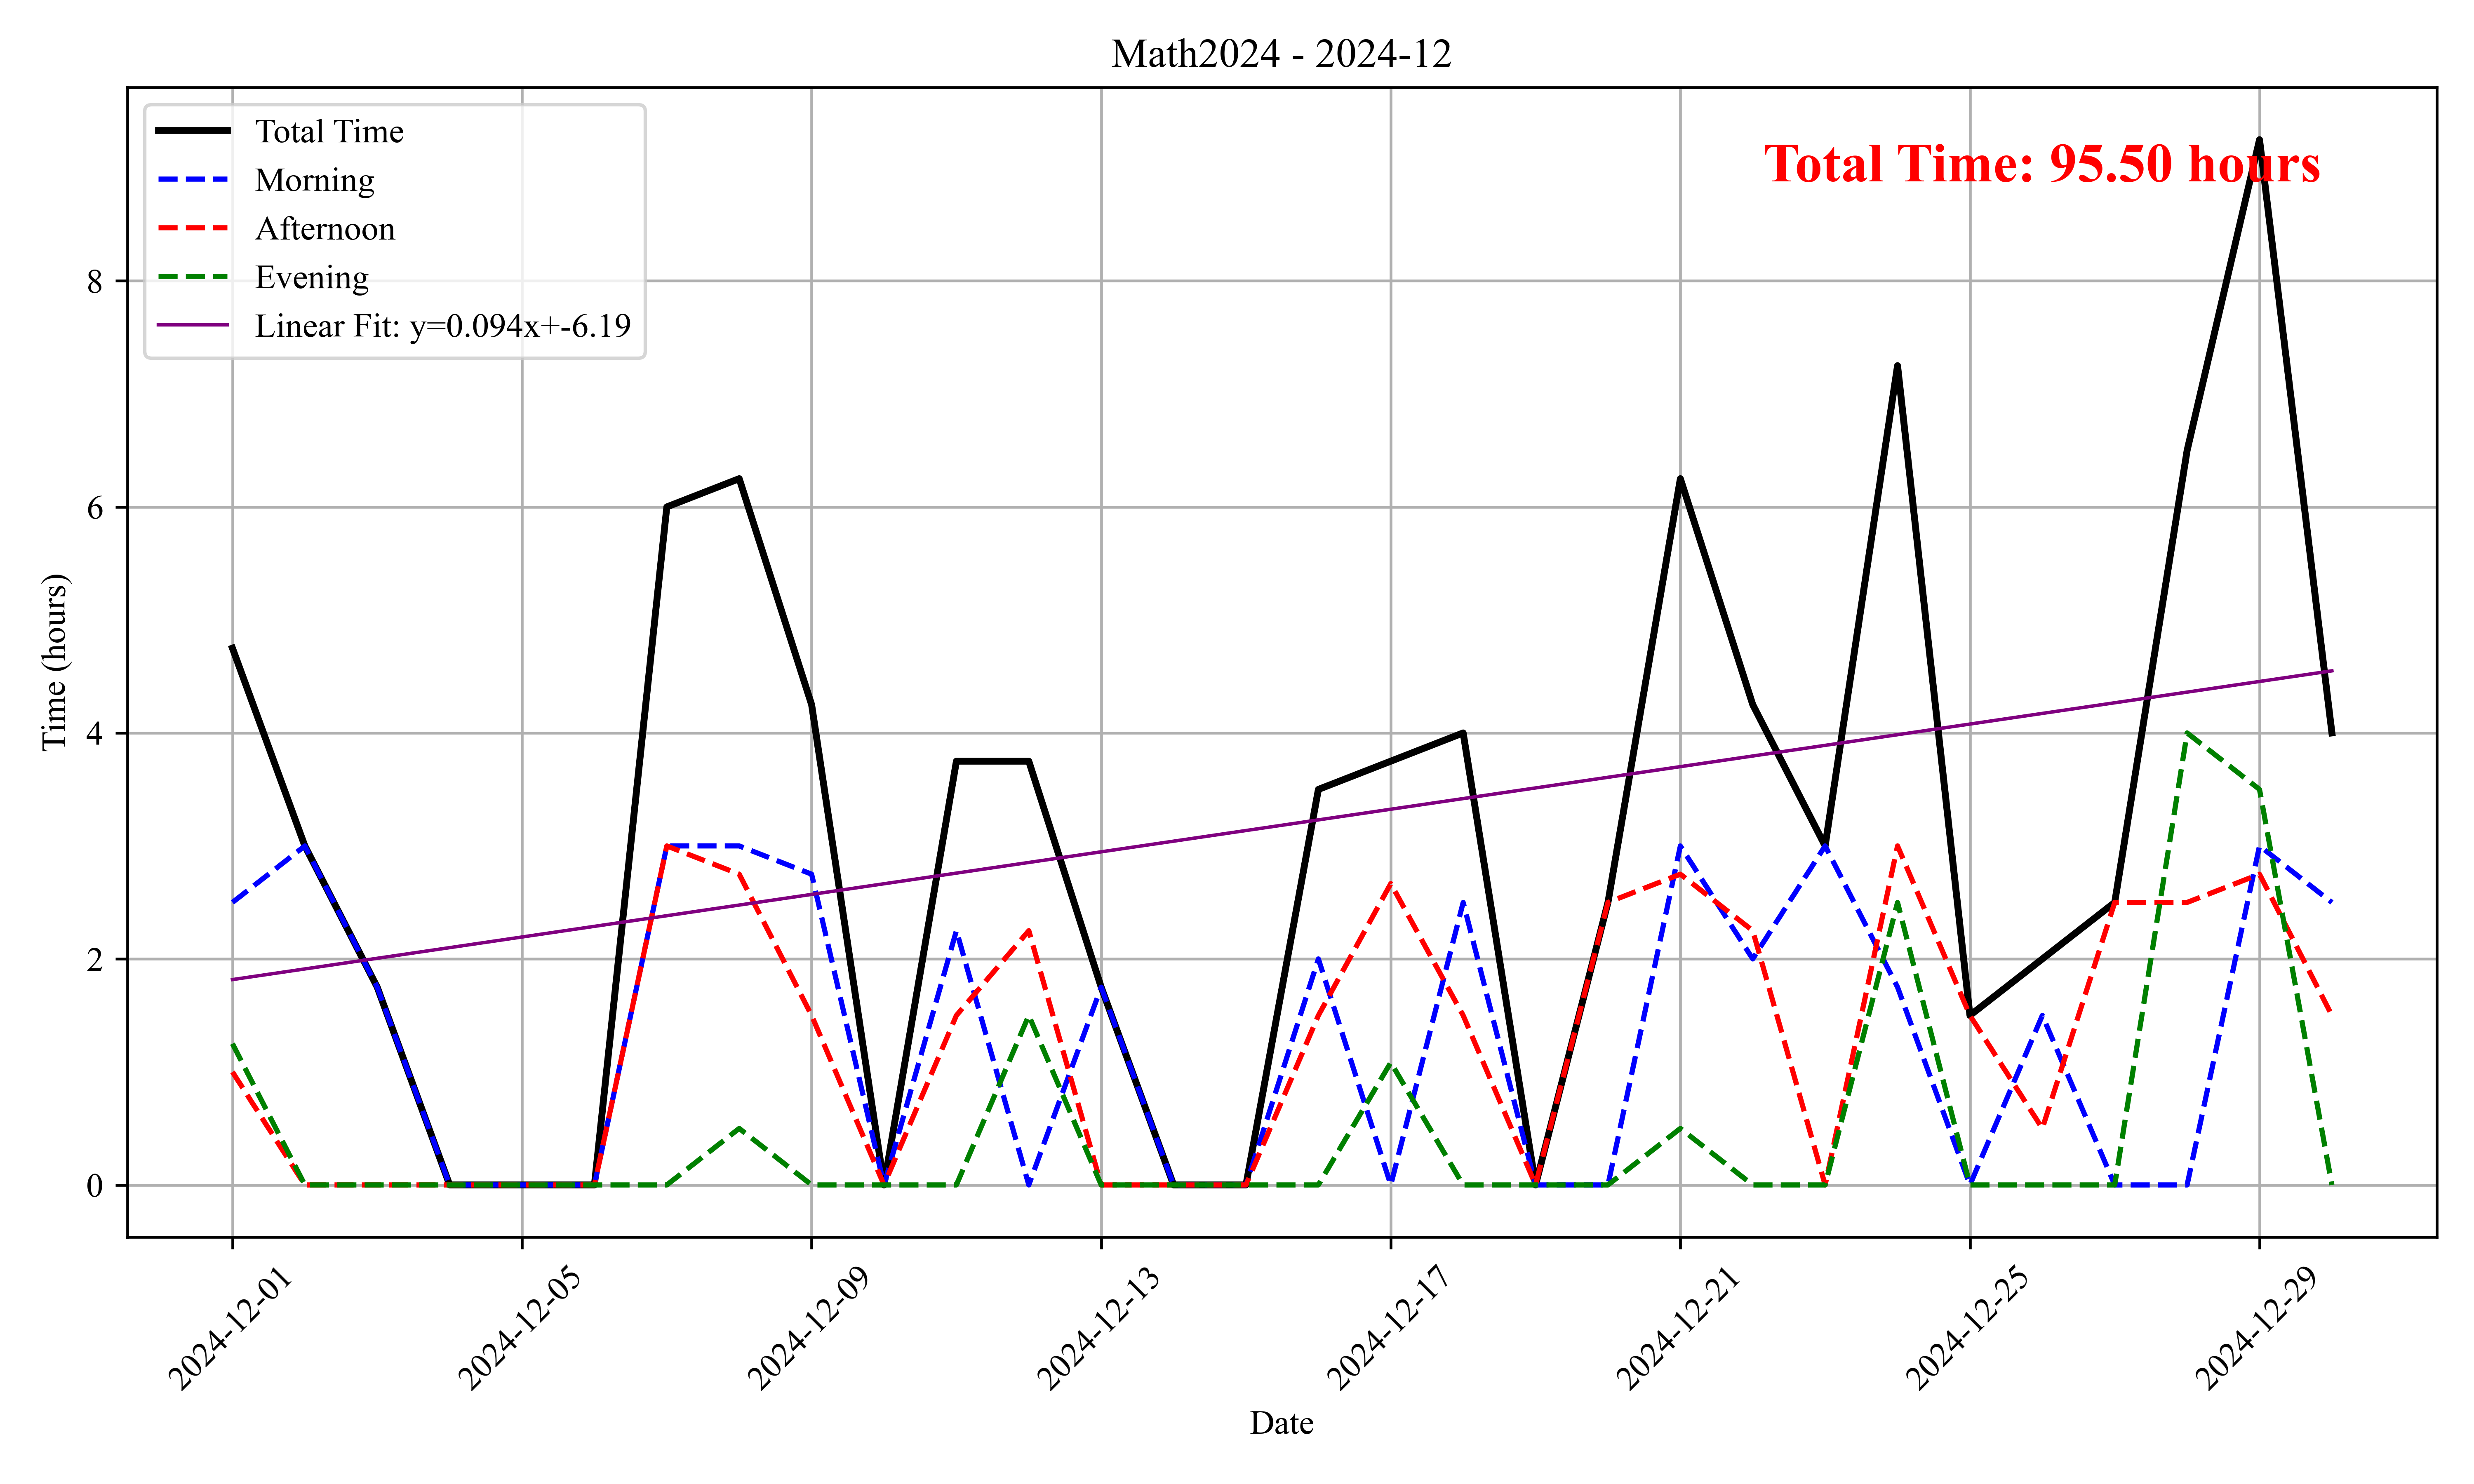 Math2024 - 2024-12
Total Time
Morning
Afternoon
Evening
Linear Fit: y=0.094x+-6.19
Total Time: 95.50 hours
Time (hours)
8
6
4
2
0
2024-12-01
2024-12-05
2024-12-09
2024-12-13
2024-12-17
2024-12-21
2024-12-25
2024-12-29
Date